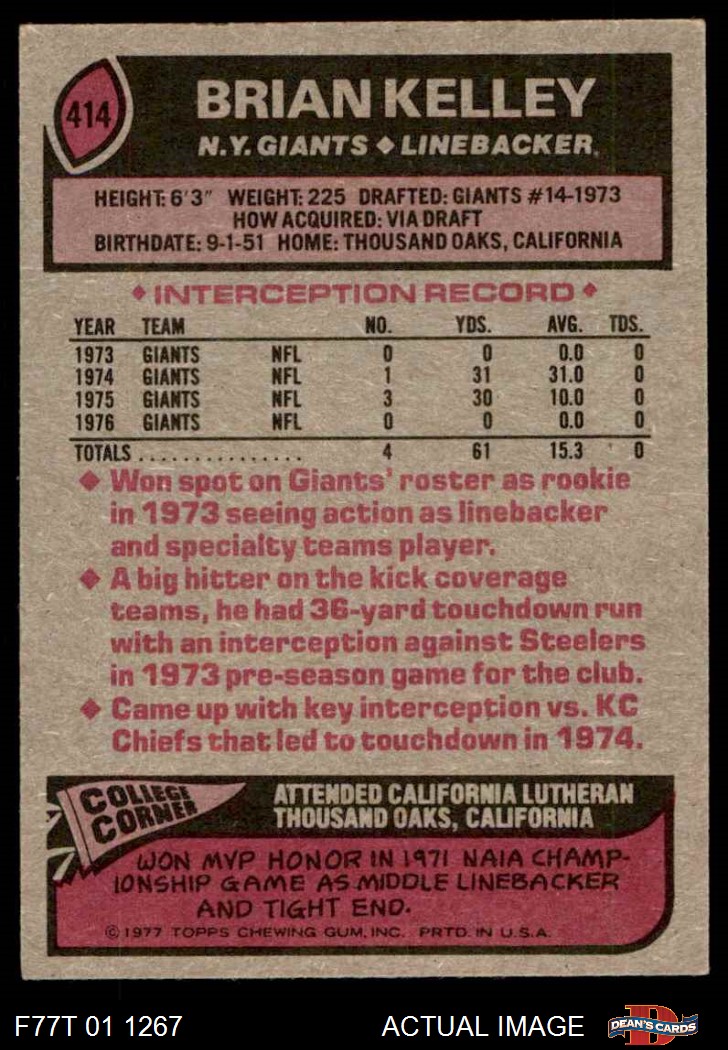 414
BRIAN KELLEY
N.Y. GIANTS ◆ LINEBACKER
HEIGHT: 6'3" WEIGHT: 225 DRAFTED: GIANTS #14-1973
HOW ACQUIRED: VIA DRAFT
BIRTHDATE: 9-1-51 HOME: THOUSAND OAKS, CALIFORNIA
◆ INTERCEPTION RECORD ◆
YEAR TEAM NO. YDS. AVG. TDS.
1973 GIANTS NFL 0 0 0.0 0
1974 GIANTS NFL 1 31 31.0 0
1975 GIANTS NFL 3 30 10.0 0
1976 GIANTS NFL 0 0 0.0 0
TOTALS . . . . . . . . . . . . . . . 4 61 15.3 0
◆ Won spot on Giants' roster as rookie
in 1973 seeing action as linebacker
and specialty teams player.
◆ A big hitter on the kick coverage
teams, he had 36-yard touchdown run
with an interception against Steelers
in 1973 pre-season game for the club.
◆ Came up with key interception vs. KC
Chiefs that led to touchdown in 1974.
COLLEGE
CORNER
ATTENDED CALIFORNIA LUTHERAN
THOUSAND OAKS, CALIFORNIA
WON MVP HONOR IN 1971 NAIA CHAMP-
IONSHIP GAME AS MIDDLE LINEBACKER
AND TIGHT END.
© 1977 TOPPS CHEWING GUM, INC. PRTD. IN U.S.A.
F77T 01 1267 ACTUAL IMAGE DEAN'S CARDS